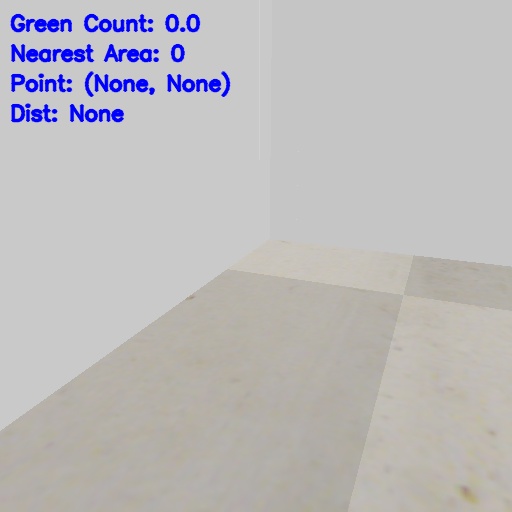 Green Count: 0.0
Nearest Area: 0
Point: (None, None)
Dist: None